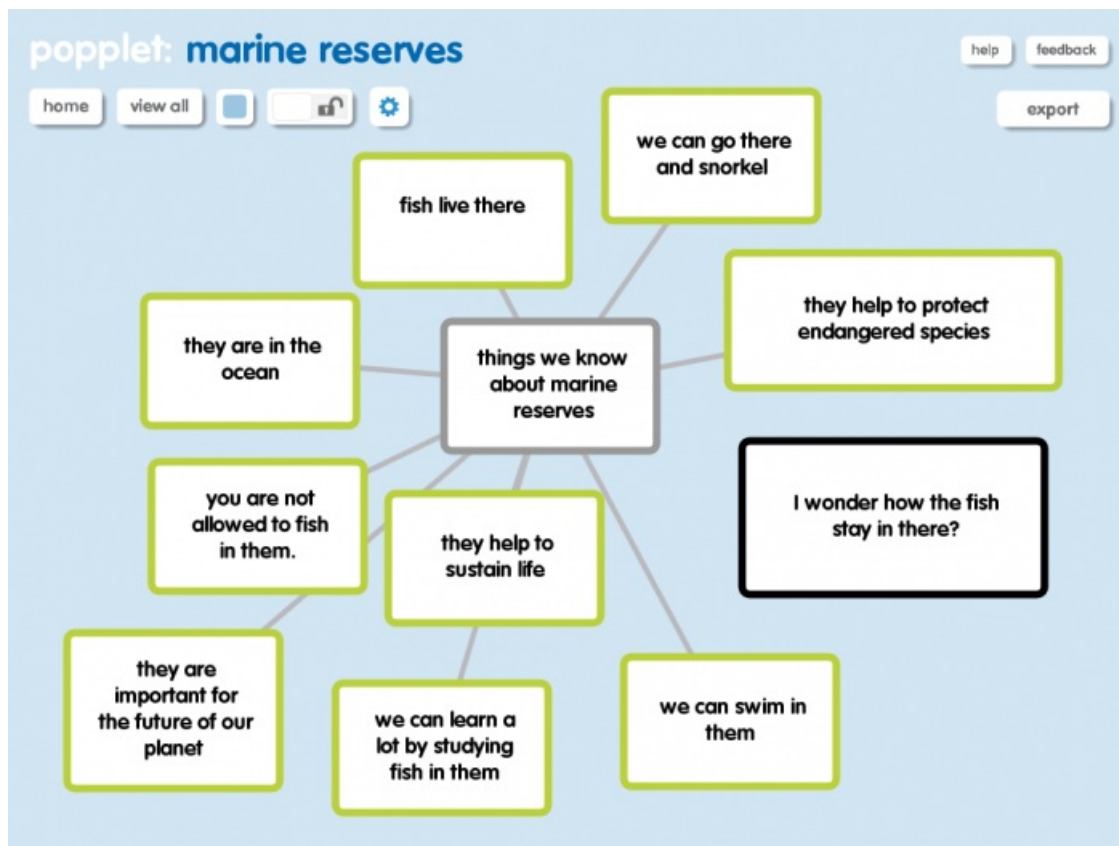 popplet: marine reserves
help
feedback
home
view all
export
we can go there
and snorkel
fish live there
they help to protect
endangered species
they are in the
ocean
things we know
about marine
reserves
you are not
allowed to fish
in them.
they help to
sustain life
I wonder how the fish
stay in there?
they are
important for
the future of our
planet
we can learn a
lot by studying
fish in them
we can swim in
them